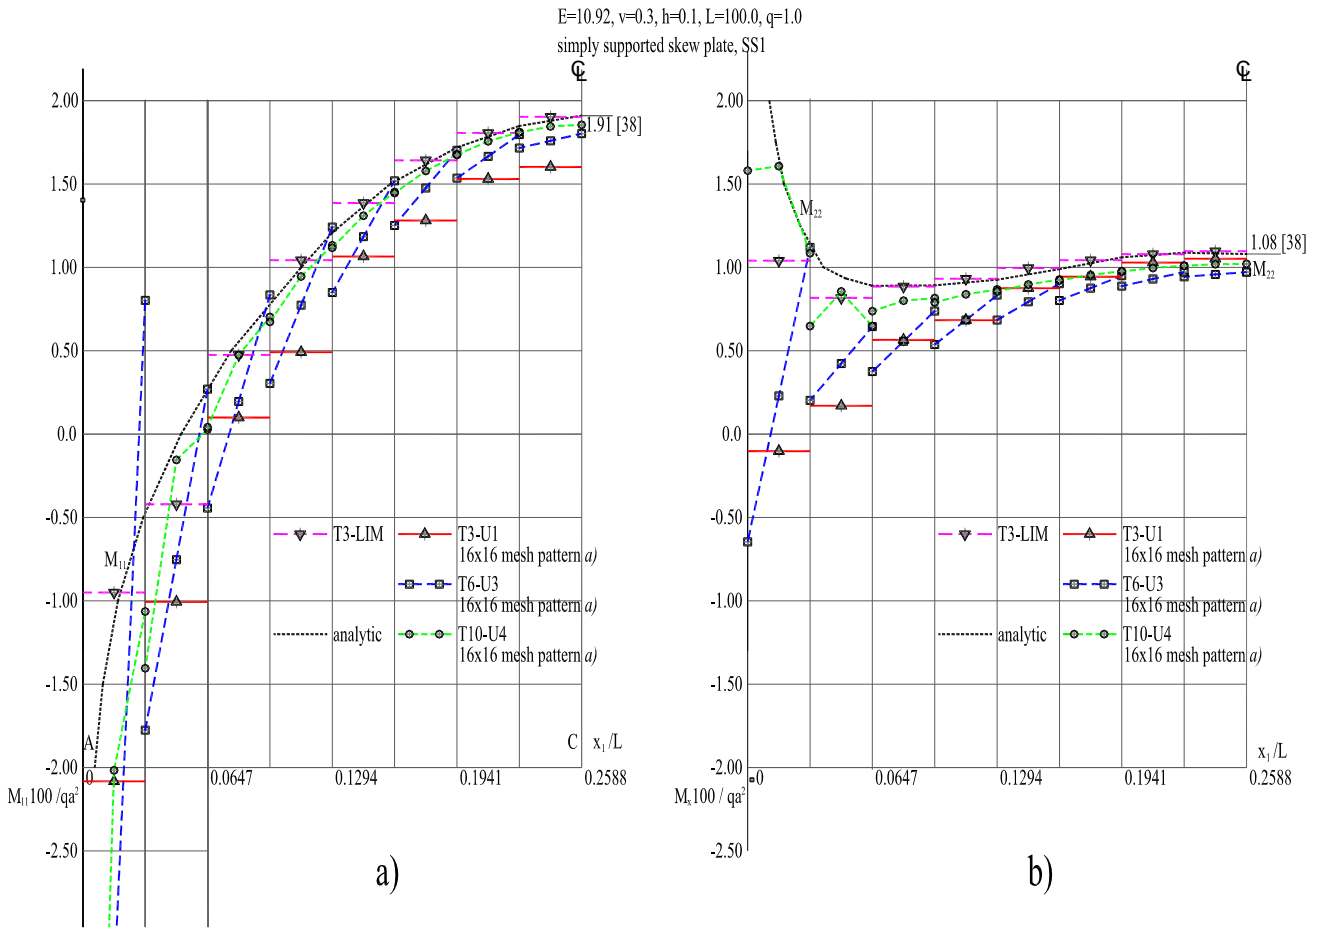 E=10.92, v=0.3, h=0.1, L=100.0, q=1.0
simply supported skew plate, SS1
℄
2.00
1.91 [38]
1.50
1.00
0.50
0.0
-0.50
T3-LIM
T3-U1
16x16 mesh pattern a)
M₁₁
T6-U3
-1.00
16x16 mesh pattern a)
analytic
T10-U4
16x16 mesh pattern a)
-1.50
A
C
x₁/L
-2.00
0
0.0647
0.1294
0.1941
0.2588
M₁₁100 /qa²
-2.50
a)
℄
2.00
1.50
M₂₂
1.08 [38]
1.00
M₂₂
0.50
0.0
-0.50
T3-LIM
T3-U1
16x16 mesh pattern a)
T6-U3
-1.00
16x16 mesh pattern a)
analytic
T10-U4
16x16 mesh pattern a)
-1.50
x₁/L
-2.00
0
0.0647
0.1294
0.1941
0.2588
Mₓ100 / qa²
-2.50
b)